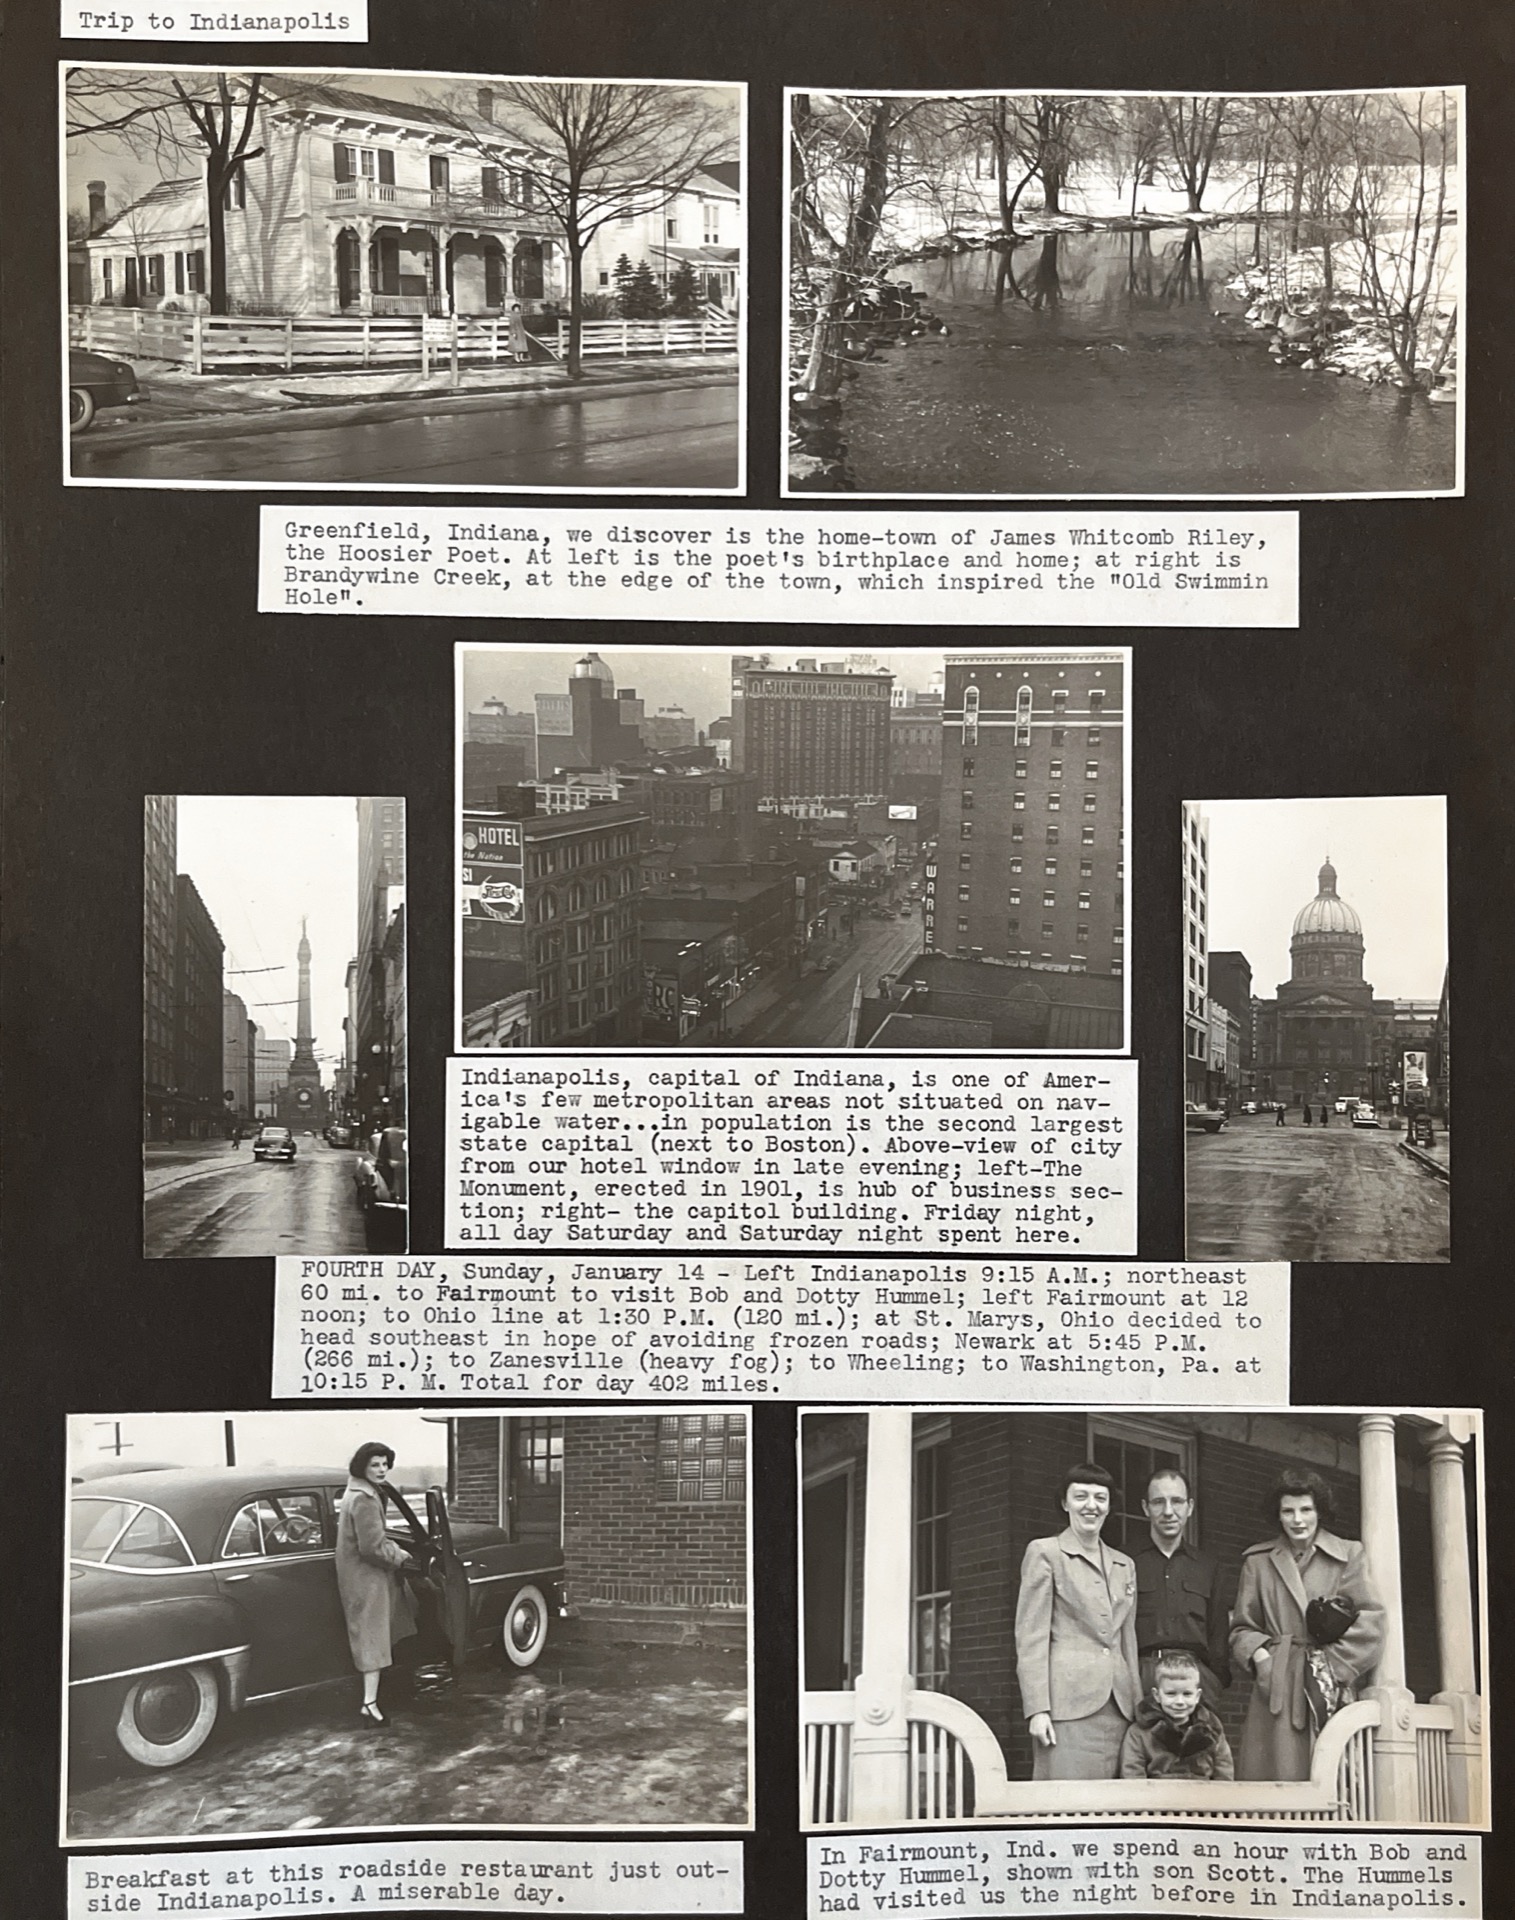 Trip to Indianapolis
Greenfield, Indiana, we discover is the home-town of James Whitcomb Riley,
the Hoosier Poet. At left is the poet's birthplace and home; at right is
Brandywine Creek, at the edge of the town, which inspired the "Old Swimmin
Hole".
HOTEL
the Nation
SI
RC
WARREN
Indianapolis, capital of Indiana, is one of Amer-
ica's few metropolitan areas not situated on nav-
igable water...in population is the second largest
state capital (next to Boston). Above-view of city
from our hotel window in late evening; left-The
Monument, erected in 1901, is hub of business sec-
tion; right- the capitol building. Friday night,
all day Saturday and Saturday night spent here.
FOURTH DAY, Sunday, January 14 - Left Indianapolis 9:15 A.M.; northeast
60 mi. to Fairmount to visit Bob and Dotty Hummel; left Fairmount at 12
noon; to Ohio line at 1:30 P.M. (120 mi.); at St. Marys, Ohio decided to
head southeast in hope of avoiding frozen roads; Newark at 5:45 P.M.
(266 mi.); to Zanesville (heavy fog); to Wheeling; to Washington, Pa. at
10:15 P. M. Total for day 402 miles.
Breakfast at this roadside restaurant just out-
side Indianapolis. A miserable day.
In Fairmount, Ind. we spend an hour with Bob and
Dotty Hummel, shown with son Scott. The Hummels
had visited us the night before in Indianapolis.